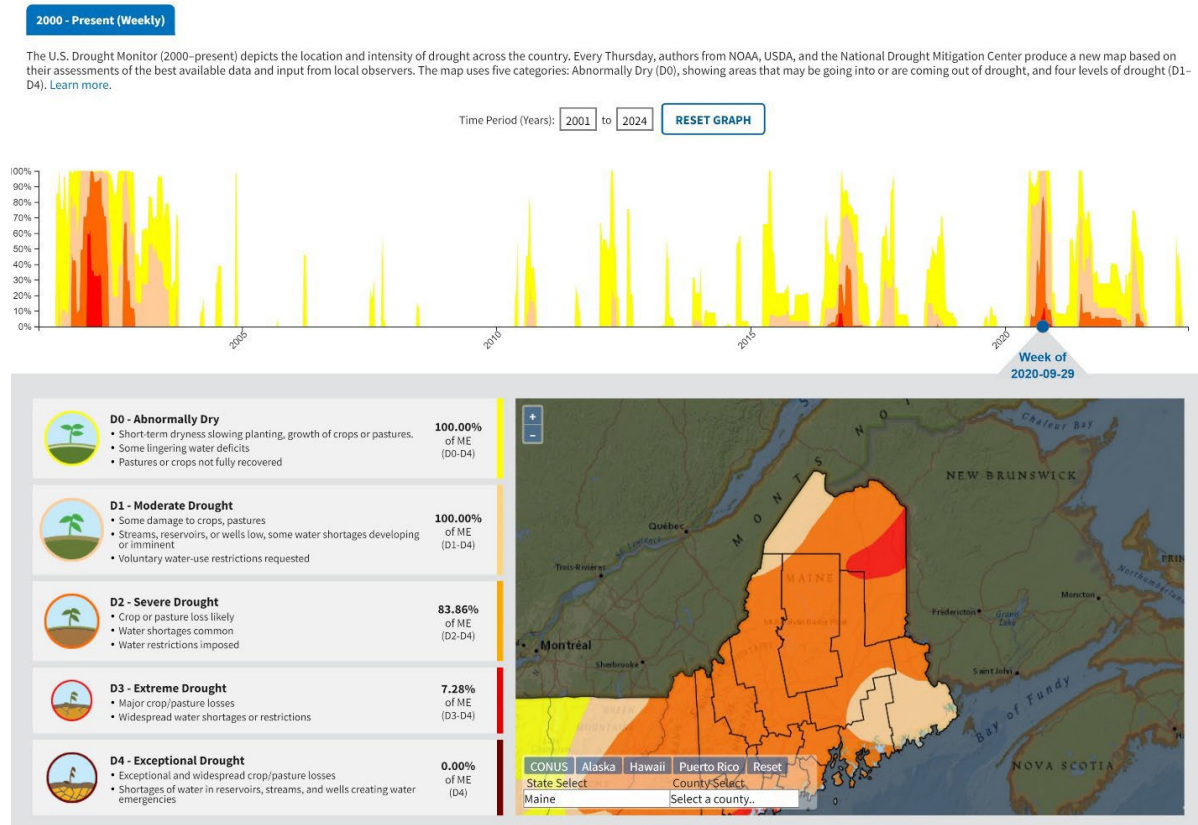 2000 - Present (Weekly)
The U.S. Drought Monitor (2000–present) depicts the location and intensity of drought across the country. Every Thursday, authors from NOAA, USDA, and the National Drought Mitigation Center produce a new map based on
their assessments of the best available data and input from local observers. The map uses five categories: Abnormally Dry (D0), showing areas that may be going into or are coming out of drought, and four levels of drought (D1–
D4). Learn more.
Time Period (Years): 2001 to 2024 RESET GRAPH
100%
90%
80%
70%
60%
50%
40%
30%
20%
10%
0%
2005
2010
2015
2020
Week of
2020-09-29
D0 - Abnormally Dry
• Short-term dryness slowing planting, growth of crops or pastures.
• Some lingering water deficits
• Pastures or crops not fully recovered
100.00%
of ME
(D0-D4)
D1 - Moderate Drought
• Some damage to crops, pastures
• Streams, reservoirs, or wells low, some water shortages developing
or imminent
• Voluntary water-use restrictions requested
100.00%
of ME
(D1-D4)
D2 - Severe Drought
• Crop or pasture loss likely
• Water shortages common
• Water restrictions imposed
83.86%
of ME
(D2-D4)
D3 - Extreme Drought
• Major crop/pasture losses
• Widespread water shortages or restrictions
7.28%
of ME
(D3-D4)
D4 - Exceptional Drought
• Exceptional and widespread crop/pasture losses
• Shortages of water in reservoirs, streams, and wells creating water
emergencies
0.00%
of ME
(D4)
+
–
MONTS NO
Chaleur Bay
NEW BRUNSWICK
Québec
St. Lawrence
Trois-Rivières
MAINE
PRIN
Northumberland
Moncton
Fredericton
Grand
Lake
Montréal
Sherbrooke
Saint John
Bay of Fundy
NOVA SCOTIA
CONUS Alaska Hawaii Puerto Rico Reset
State Select County Select
Maine Select a county..